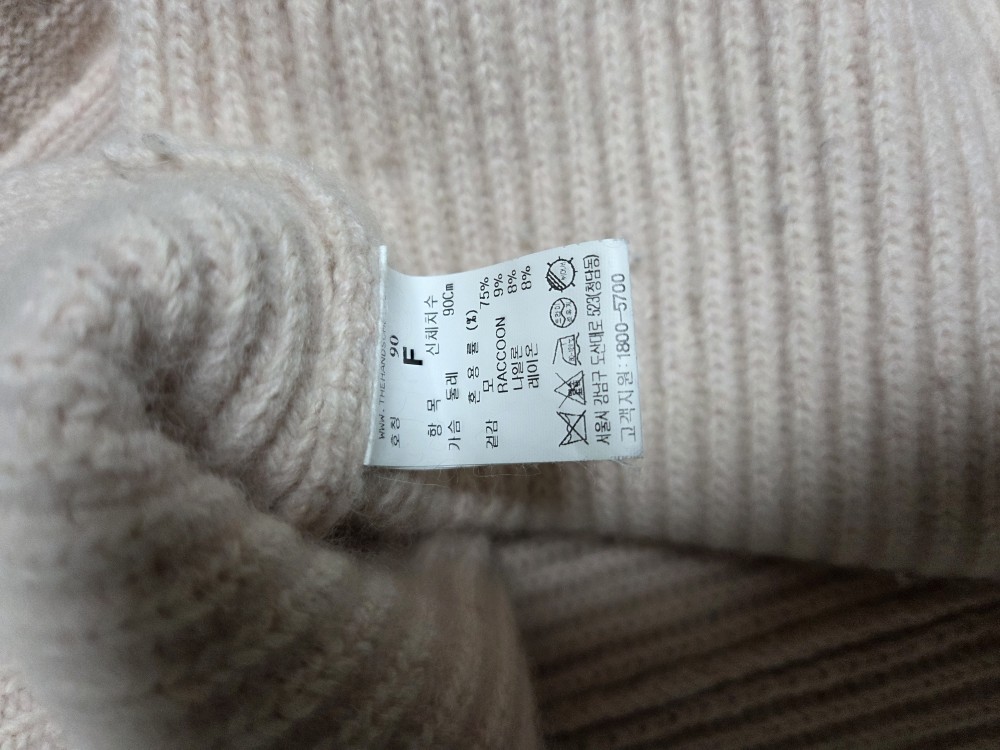 WWW.THEHANDSO
호칭 90
F
항 목 신체치수
가슴 둘레 90Cm
혼 용 률 (%)
겉감 모 75%
RACCOON 9%
나일론 8%
레이온 8%
서울시 강남구 도산대로 523(청담동)
고객지원:1800-5700